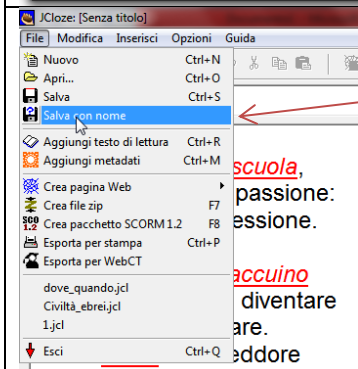 JCloze: [Senza titolo]
File Modifica Inserisci Opzioni Guida
Nuovo Ctrl+N
Apri... Ctrl+O
Salva Ctrl+S
Salva con nome
Aggiungi testo di lettura Ctrl+R
Aggiungi metadati Ctrl+M
Crea pagina Web
Crea file zip F7
SCO 1.2 Crea pacchetto SCORM 1.2 F8
Esporta per stampa Ctrl+P
Esporta per WebCT
dove_quando.jcl
Civiltà_ebrei.jcl
1.jcl
Esci Ctrl+Q
scuola,
passione:
essione.
accuino
diventare
are.
eddore